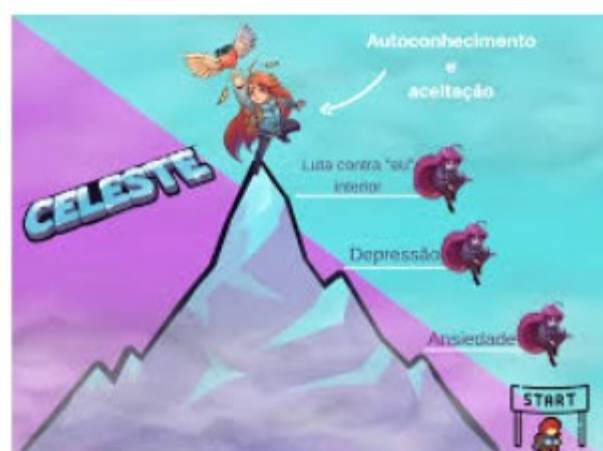 Autoconhecimento
e
aceitação
Luta contra "eu"
interior
CELESTE
Depressão
Ansiedade
START